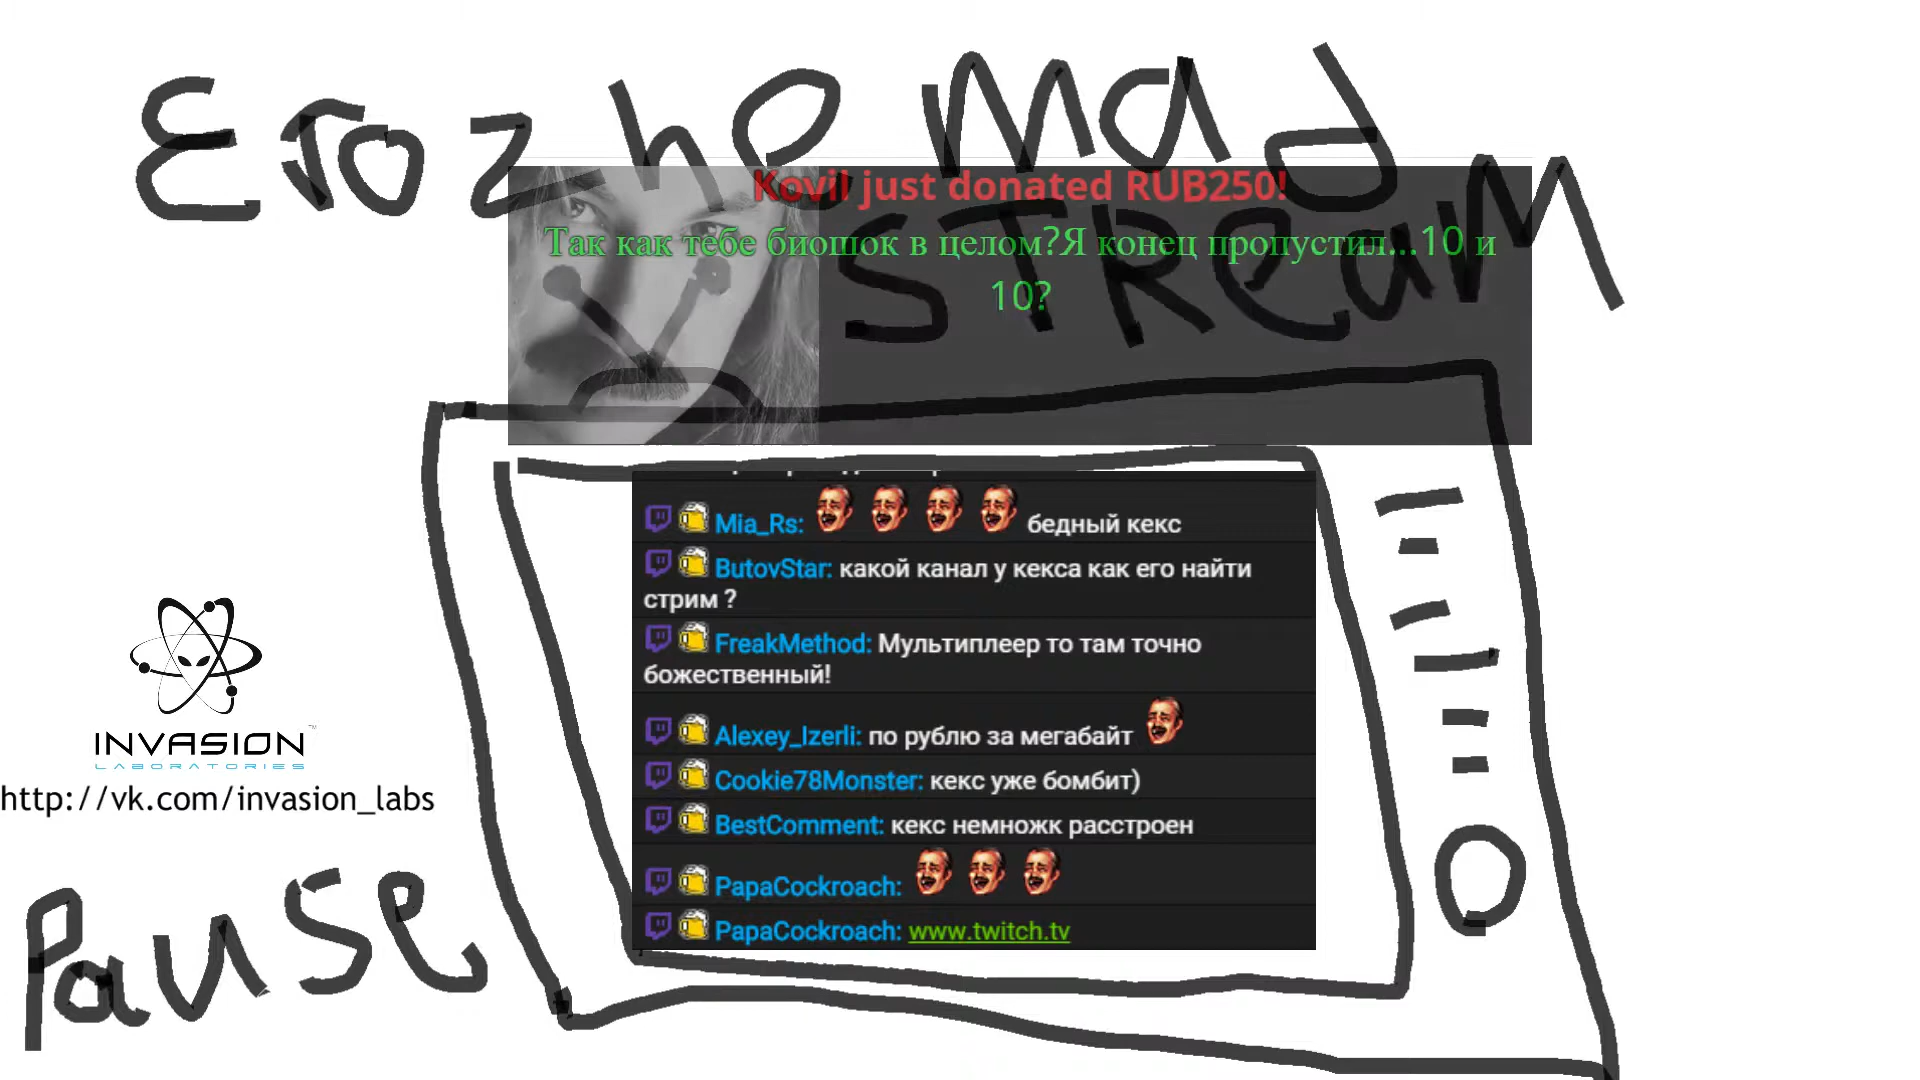 Erozhe mad
STReaM
Kovil just donated RUB250!
Так как тебе биошок в целом?Я конец пропустил...10 и
10?
Mia_Rs: бедный кекс
ButovStar: какой канал у кекса как его найти
стрим ?
FreakMethod: Мультиплеер то там точно
божественный!
Alexey_Izerli: по рублю за мегабайт
Cookie78Monster: кекс уже бомбит)
BestComment: кекс немножк расстроен
PapaCockroach:
PapaCockroach: www.twitch.tv
INVASION™
LABORATORIES
http://vk.com/invasion_labs
Pause